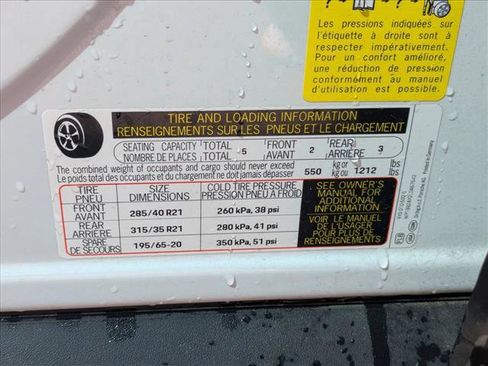 Les pressions indiquées sur
l'étiquette à droite sont à
respecter impérativement.
Pour un confort amélioré,
une réduction de pression
conformément au manuel
d'utilisation est possible.
TIRE AND LOADING INFORMATION
RENSEIGNEMENTS SUR LES PNEUS ET LE CHARGEMENT
SEATING CAPACITY TOTAL 5 FRONT 2 REAR 3
NOMBRE DE PLACES TOTAL AVANT ARRIÈRE
The combined weight of occupants and cargo should never exceed 550 kg or 1212 lbs
Le poids total des occupants et du chargement ne doit jamais dépasser kg ou lbs
TIRE SIZE COLD TIRE PRESSURE
PNEU DIMENSIONS PRESSION PNEU À FROID
FRONT
AVANT 285/40 R21 260 kPa, 38 psi
REAR
ARRIÈRE 315/35 R21 280 kPa, 41 psi
SPARE
DE SECOURS 195/65-20 350 kPa, 51 psi
SEE OWNER'S
MANUAL FOR
ADDITIONAL
INFORMATION
VOIR LE MANUEL
DE L'USAGER
POUR PLUS DE
RENSEIGNEMENTS